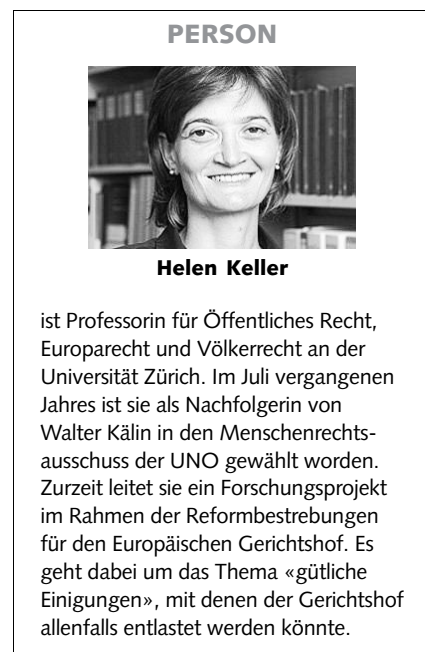 PERSON
Helen Keller
ist Professorin für Öffentliches Recht,
Europarecht und Völkerrecht an der
Universität Zürich. Im Juli vergangenen
Jahres ist sie als Nachfolgerin von
Walter Kälin in den Menschenrechts-
ausschuss der UNO gewählt worden.
Zurzeit leitet sie ein Forschungsprojekt
im Rahmen der Reformbestrebungen
für den Europäischen Gerichtshof. Es
geht dabei um das Thema «gütliche
Einigungen», mit denen der Gerichtshof
allenfalls entlastet werden könnte.